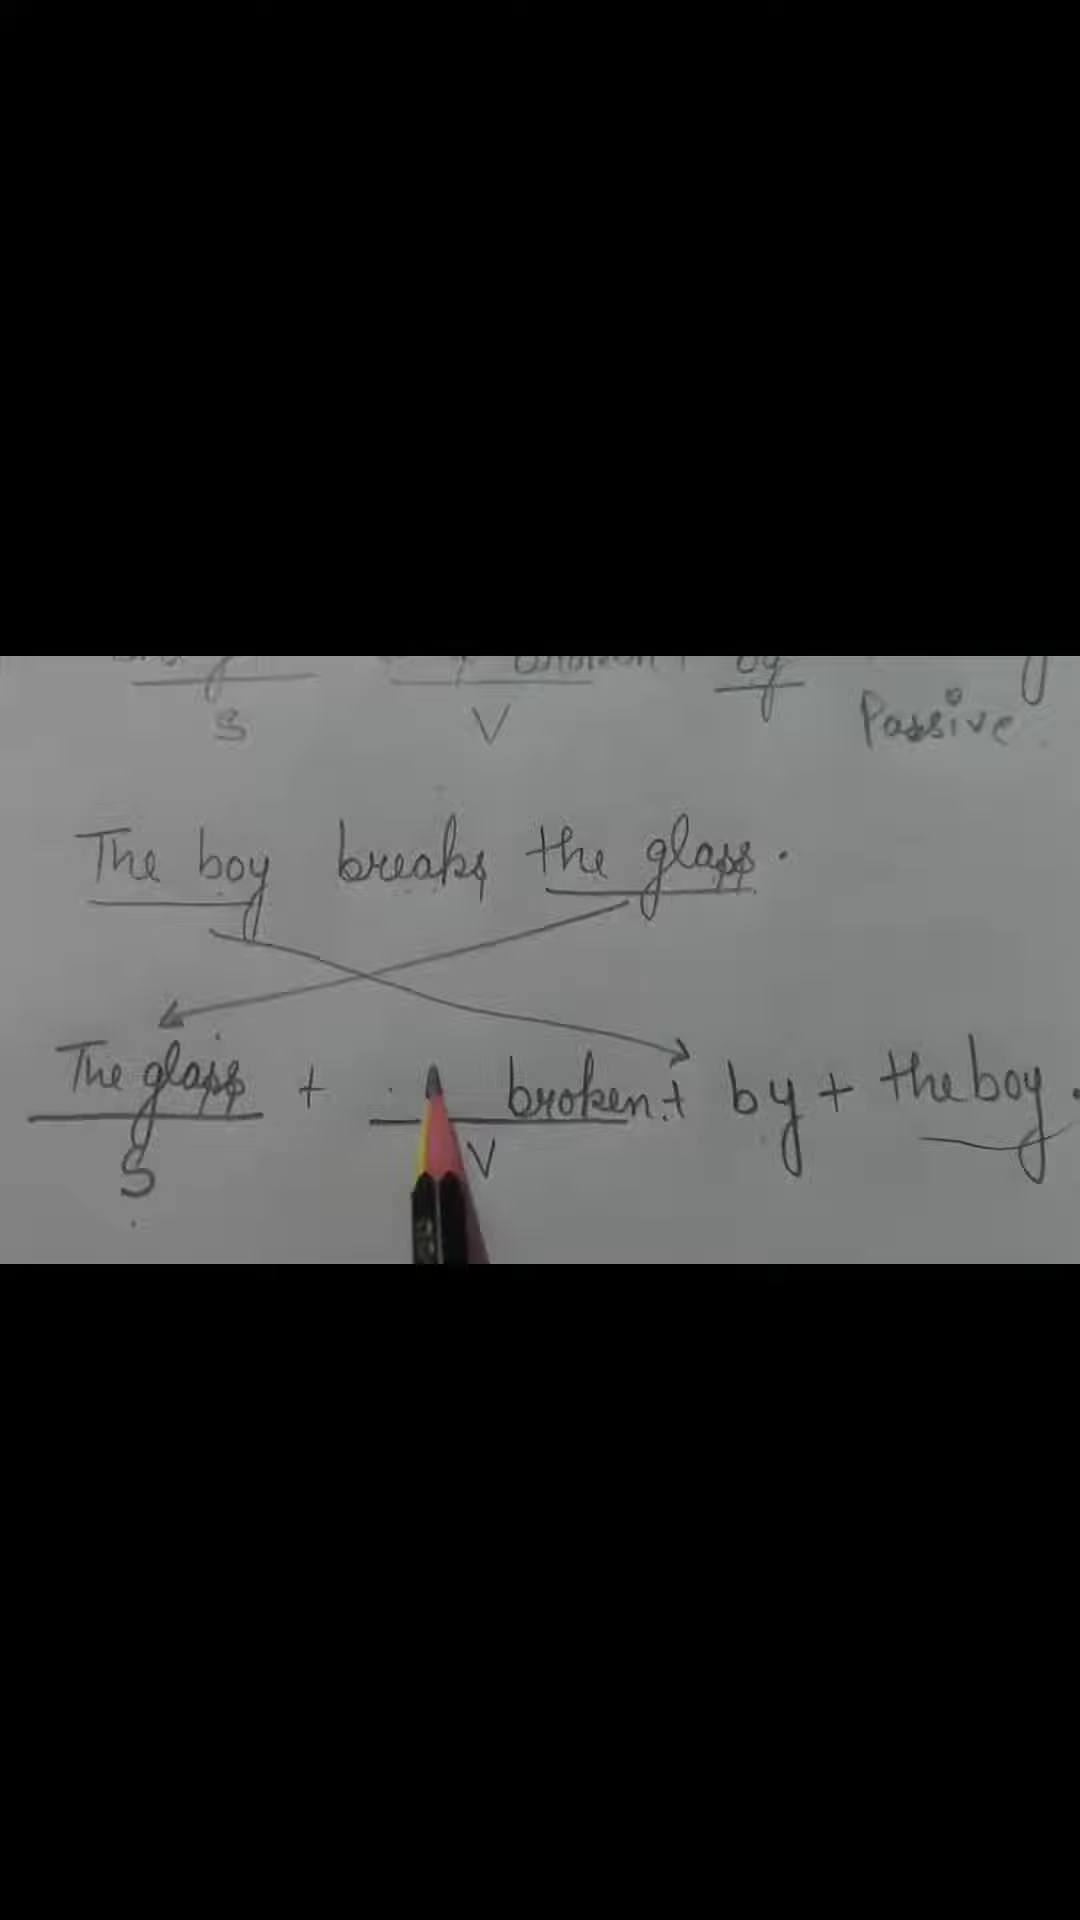 by
S V Passive
The boy breaks the glass.
The glass + broken + by + the boy.
S V